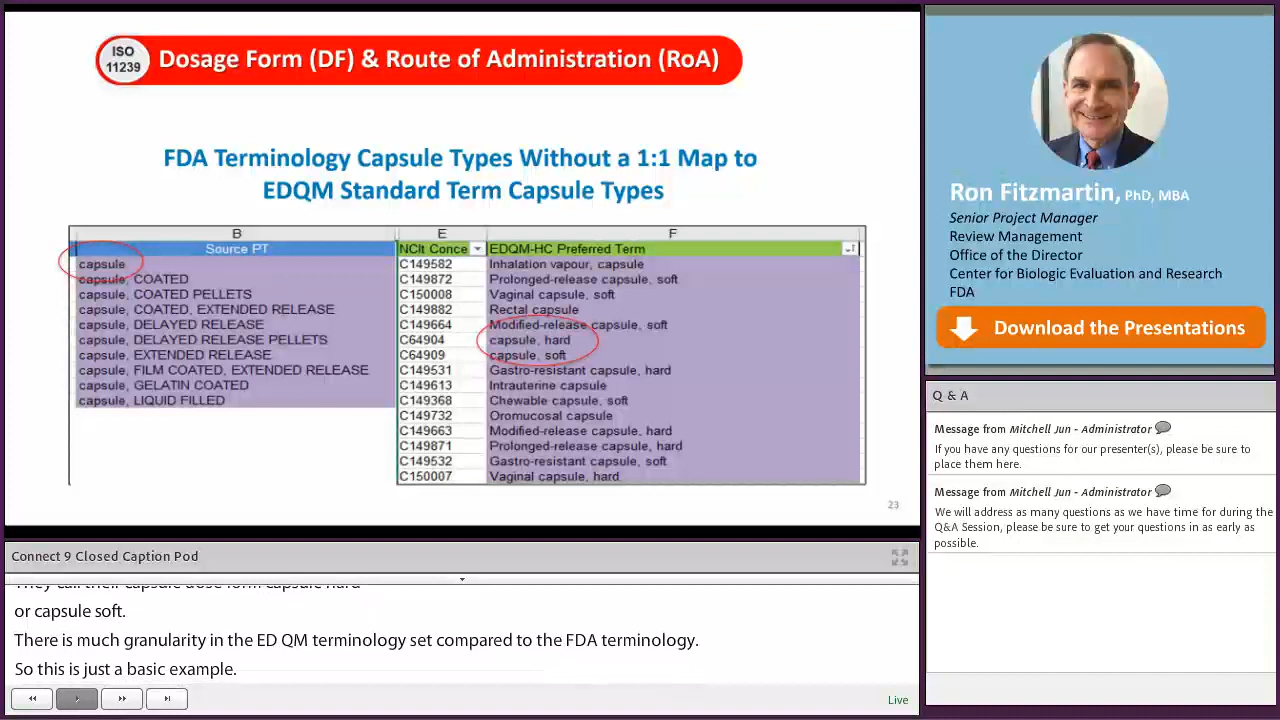 ISO
11239
Dosage Form (DF) & Route of Administration (RoA)
FDA Terminology Capsule Types Without a 1:1 Map to
EDQM Standard Term Capsule Types
B E F
Source PT NCIt Conce EDQM-HC Preferred Term
capsule C149582 Inhalation vapour, capsule
capsule, COATED C149872 Prolonged-release capsule, soft
capsule, COATED PELLETS C150008 Vaginal capsule, soft
capsule, COATED, EXTENDED RELEASE C149882 Rectal capsule
capsule, DELAYED RELEASE C149664 Modified-release capsule, soft
capsule, DELAYED RELEASE PELLETS C64904 capsule, hard
capsule, EXTENDED RELEASE C64909 capsule, soft
capsule, FILM COATED, EXTENDED RELEASE C149531 Gastro-resistant capsule, hard
capsule, GELATIN COATED C149613 Intrauterine capsule
capsule, LIQUID FILLED C149368 Chewable capsule, soft
C149732 Oromucosal capsule
C149663 Modified-release capsule, hard
C149871 Prolonged-release capsule, hard
C149532 Gastro-resistant capsule, soft
C150007 Vaginal capsule, hard
23
Connect 9 Closed Caption Pod
They call their capsule dose form capsule hard
or capsule soft.
There is much granularity in the ED QM terminology set compared to the FDA terminology.
So this is just a basic example.
Live
Ron Fitzmartin, PhD, MBA
Senior Project Manager
Review Management
Office of the Director
Center for Biologic Evaluation and Research
FDA
Download the Presentations
Q & A
Message from Mitchell Jun - Administrator
If you have any questions for our presenter(s), please be sure to
place them here.
Message from Mitchell Jun - Administrator
We will address as many questions as we have time for during the
Q&A Session, please be sure to get your questions in as early as
possible.